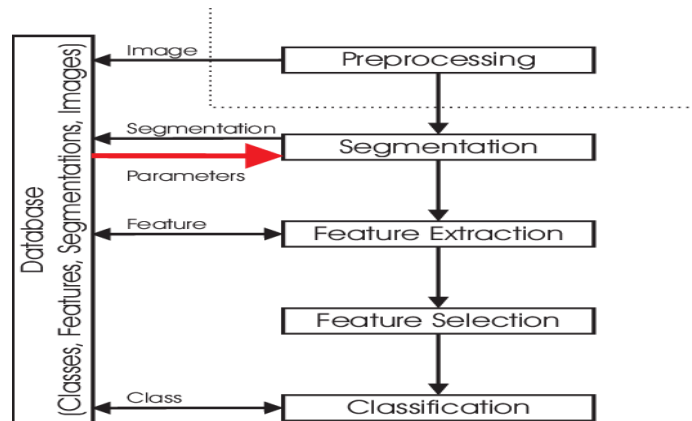 Image
Preprocessing
Segmentation
Segmentation
Parameters
Feature
Feature Extraction
Feature Selection
Class
Classification
Database
(Classes, Features, Segmentations, Images)